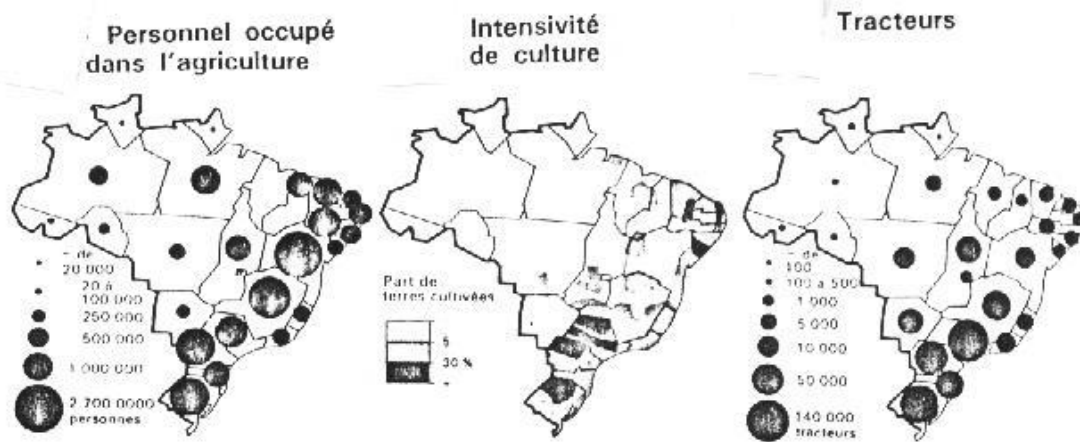 Personnel occupé
dans l'agriculture
- de
20 000
20 à
100 000
250 000
500 000
1 000 000
2 700 0000
personnes
Intensivité
de culture
Part de
terres cultivées
5
30 %
+
Tracteurs
- de
100
100 à 500
1 000
5 000
10 000
50 000
140 000
tracteurs